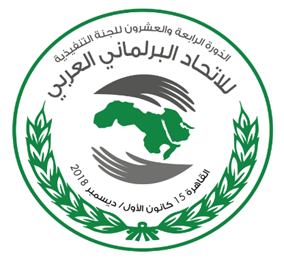 الدورة الرابعة والعشرون للجنة التنفيذية
للاتحاد البرلماني العربي
القاهرة 15 كانون الأول/ ديسمبر 2018